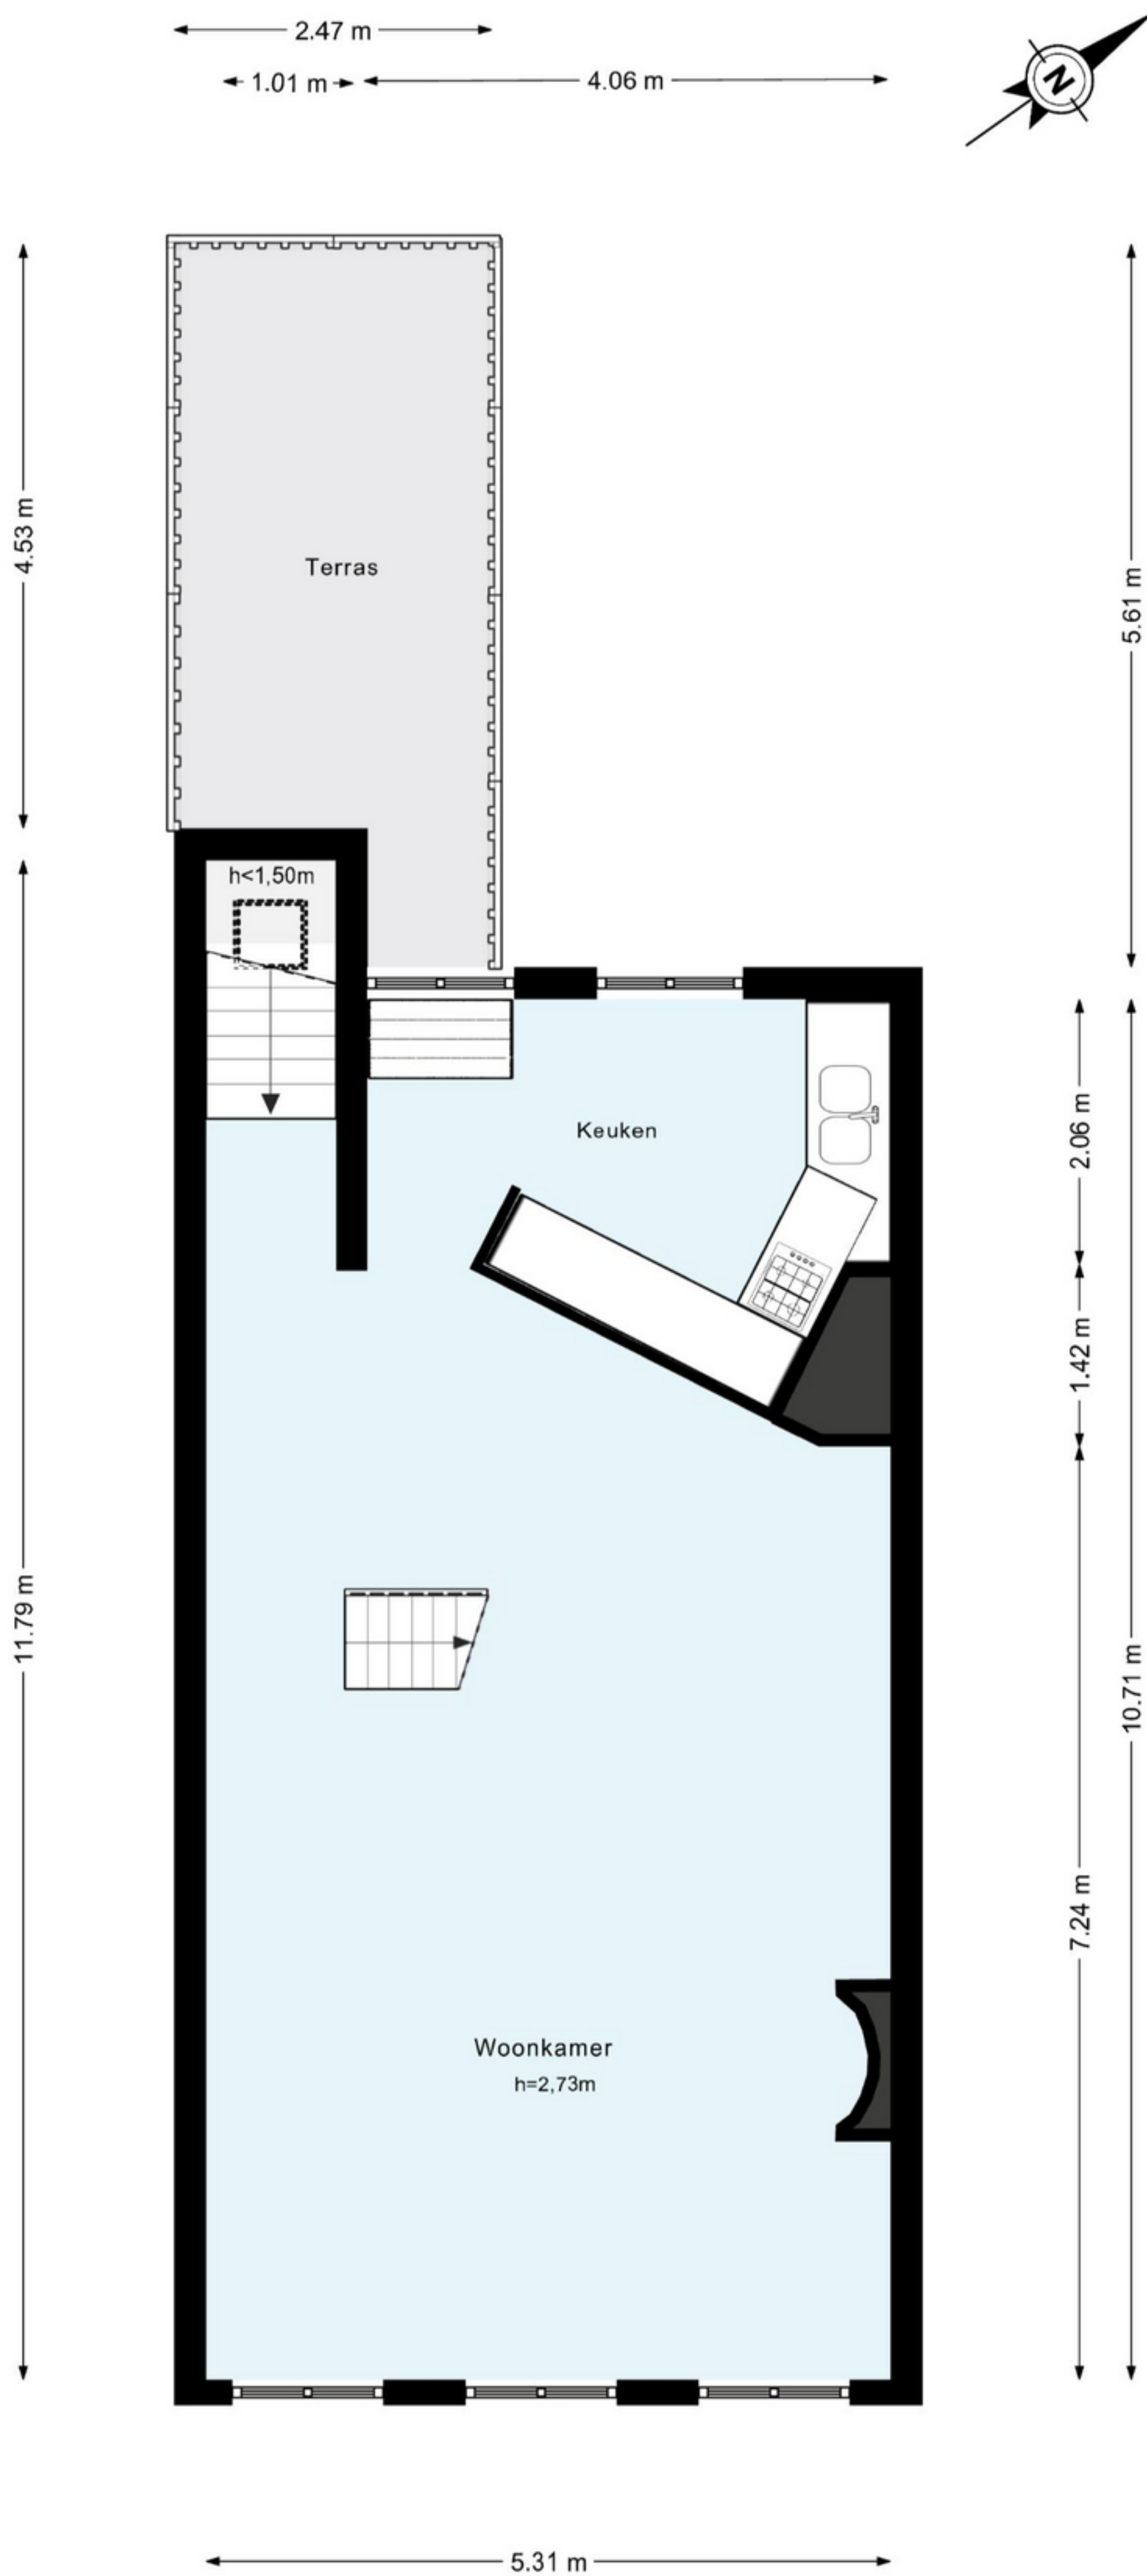 2.47 m
1.01 m
4.06 m
N
4.53 m
Terras
5.61 m
h<1,50m
Keuken
2.06 m
1.42 m
11.79 m
10.71 m
7.24 m
Woonkamer
h=2,73m
5.31 m